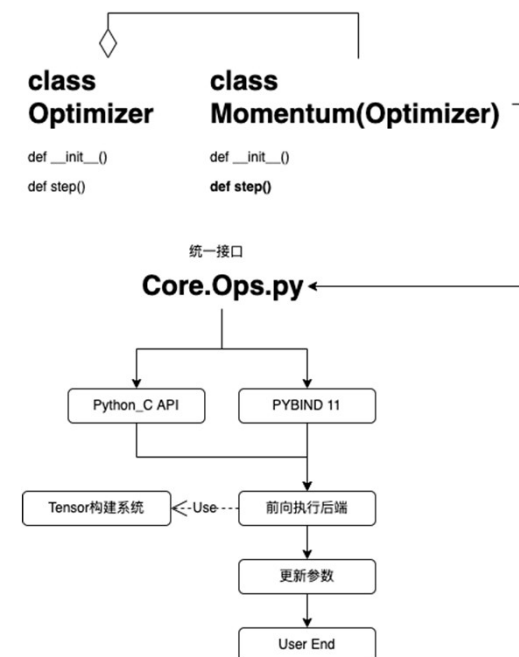 class
Optimizer
def __init__()
def step()
class
Momentum(Optimizer)
def __init__()
def step()
统一接口
Core.Ops.py
Python_C API
PYBIND 11
Tensor构建系统
Use
前向执行后端
更新参数
User End